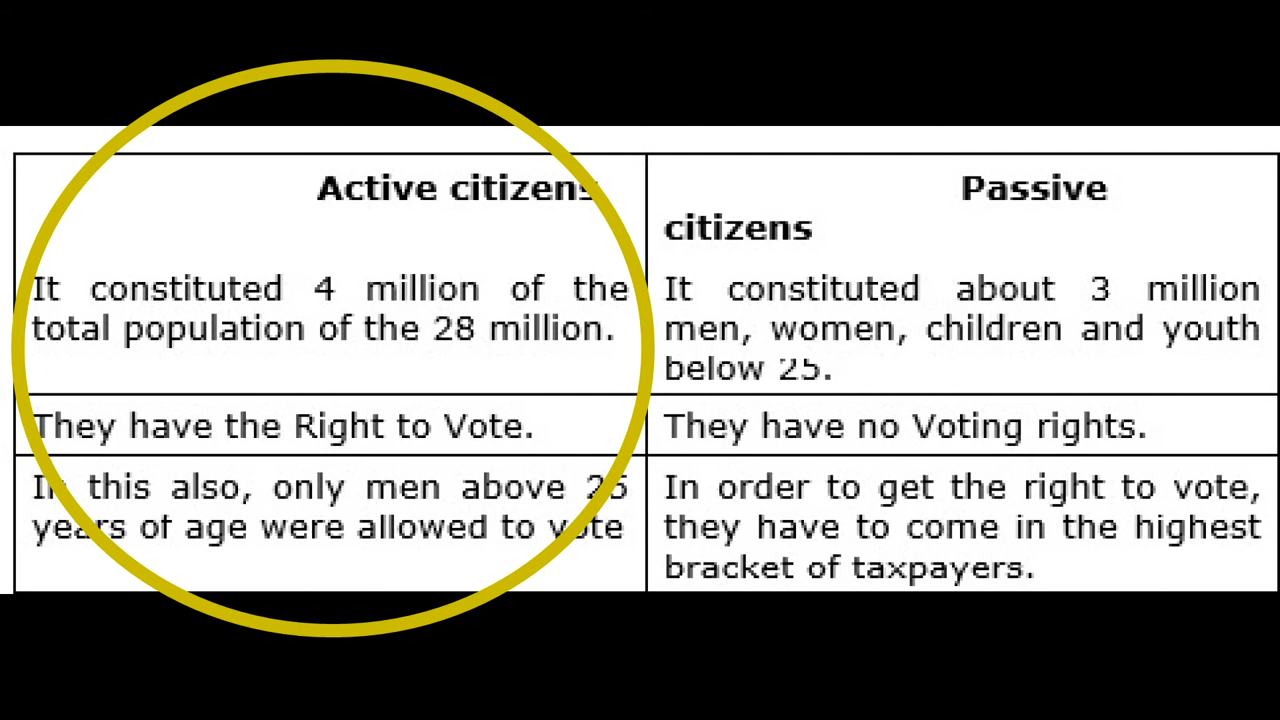 Active citizens
It constituted 4 million of the
total population of the 28 million.
Passive
citizens
It constituted about 3 million
men, women, children and youth
below 25.
They have the Right to Vote.
They have no Voting rights.
In this also, only men above 25
years of age were allowed to vote
In order to get the right to vote,
they have to come in the highest
bracket of taxpayers.